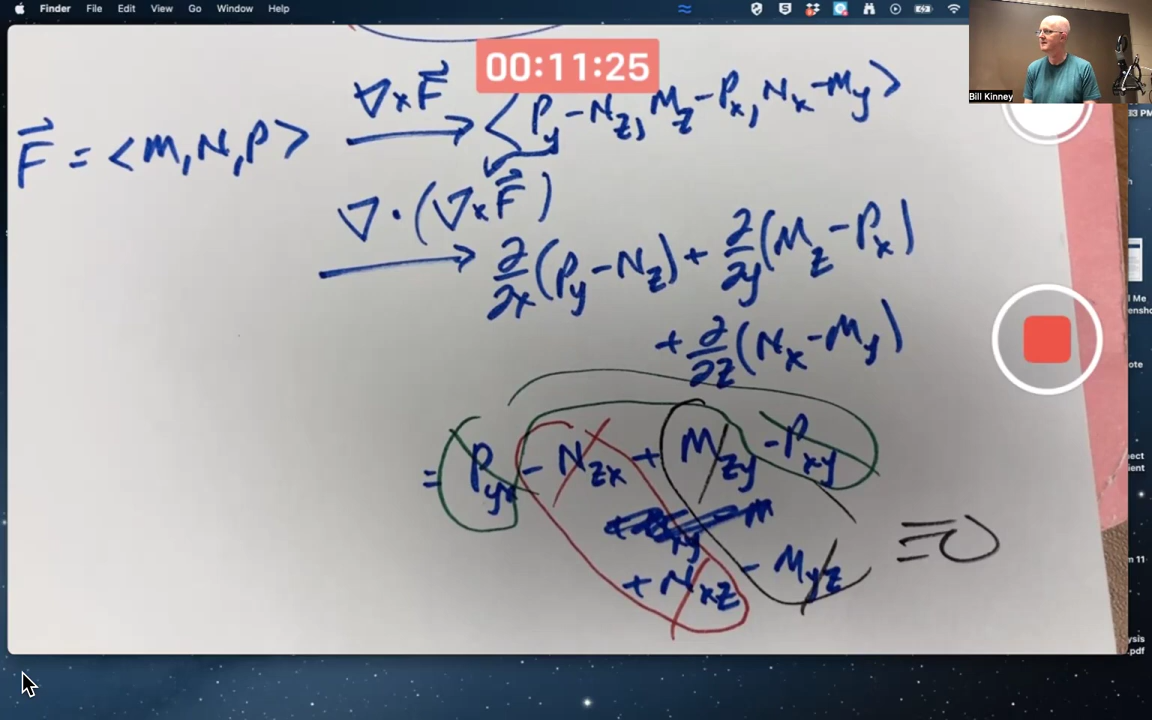 Finder File Edit View Go Window Help
00:11:25
Bill Kinney
∇×F⃗
F⃗ = <M,N,P> → <P_y - N_z, M_z - P_x, N_x - M_y>
∇·(∇×F⃗)
→ ∂/∂x (P_y - N_z) + ∂/∂y (M_z - P_x)
+ ∂/∂z (N_x - M_y)
= P_yx - N_zx + M_zy - P_xy
+ N_xz - M_yz ≡ 0